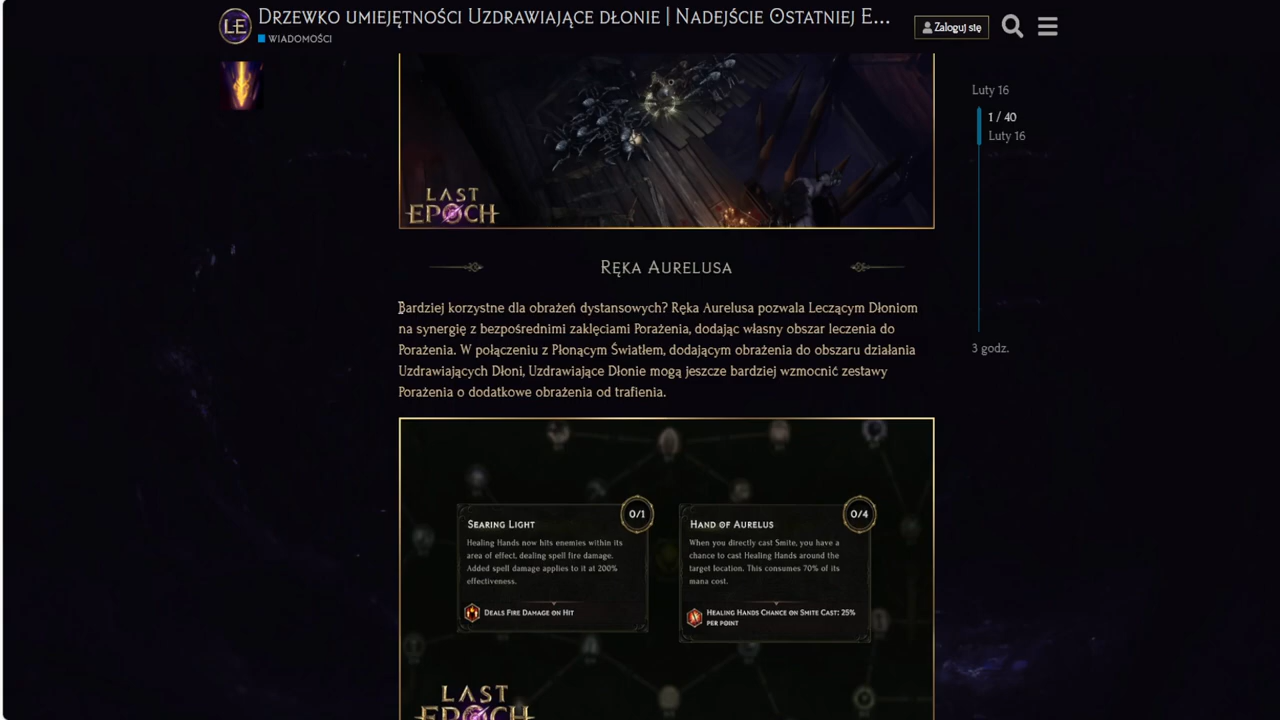 Drzewko umiejętności Uzdrawiające dłonie | Nadejście Ostatniej E...
WIADOMOŚCI
Zaloguj się
Luty 16
1 / 40
Luty 16
3 godz.
LAST
EPOCH
Ręka Aurelusa
Bardziej korzystne dla obrażeń dystansowych? Ręka Aurelusa pozwala Leczącym Dłoniom
na synergię z bezpośrednimi zaklęciami Porażenia, dodając własny obszar leczenia do
Porażenia. W połączeniu z Płonącym Światłem, dodającym obrażenia do obszaru działania
Uzdrawiających Dłoni, Uzdrawiające Dłonie mogą jeszcze bardziej wzmocnić zestawy
Porażenia o dodatkowe obrażenia od trafienia.
0/1
Searing Light
Healing Hands now hits enemies within its
area of effect, dealing spell fire damage.
Added spell damage applies to it at 200%
effectiveness.
Deals Fire Damage on Hit
0/4
Hand of Aurelus
When you directly cast Smite, you have a
chance to cast Healing Hands around the
target location. This consumes 70% of its
mana cost.
Healing Hands Chance on Smite Cast: 25%
per point
LAST
EPOCH